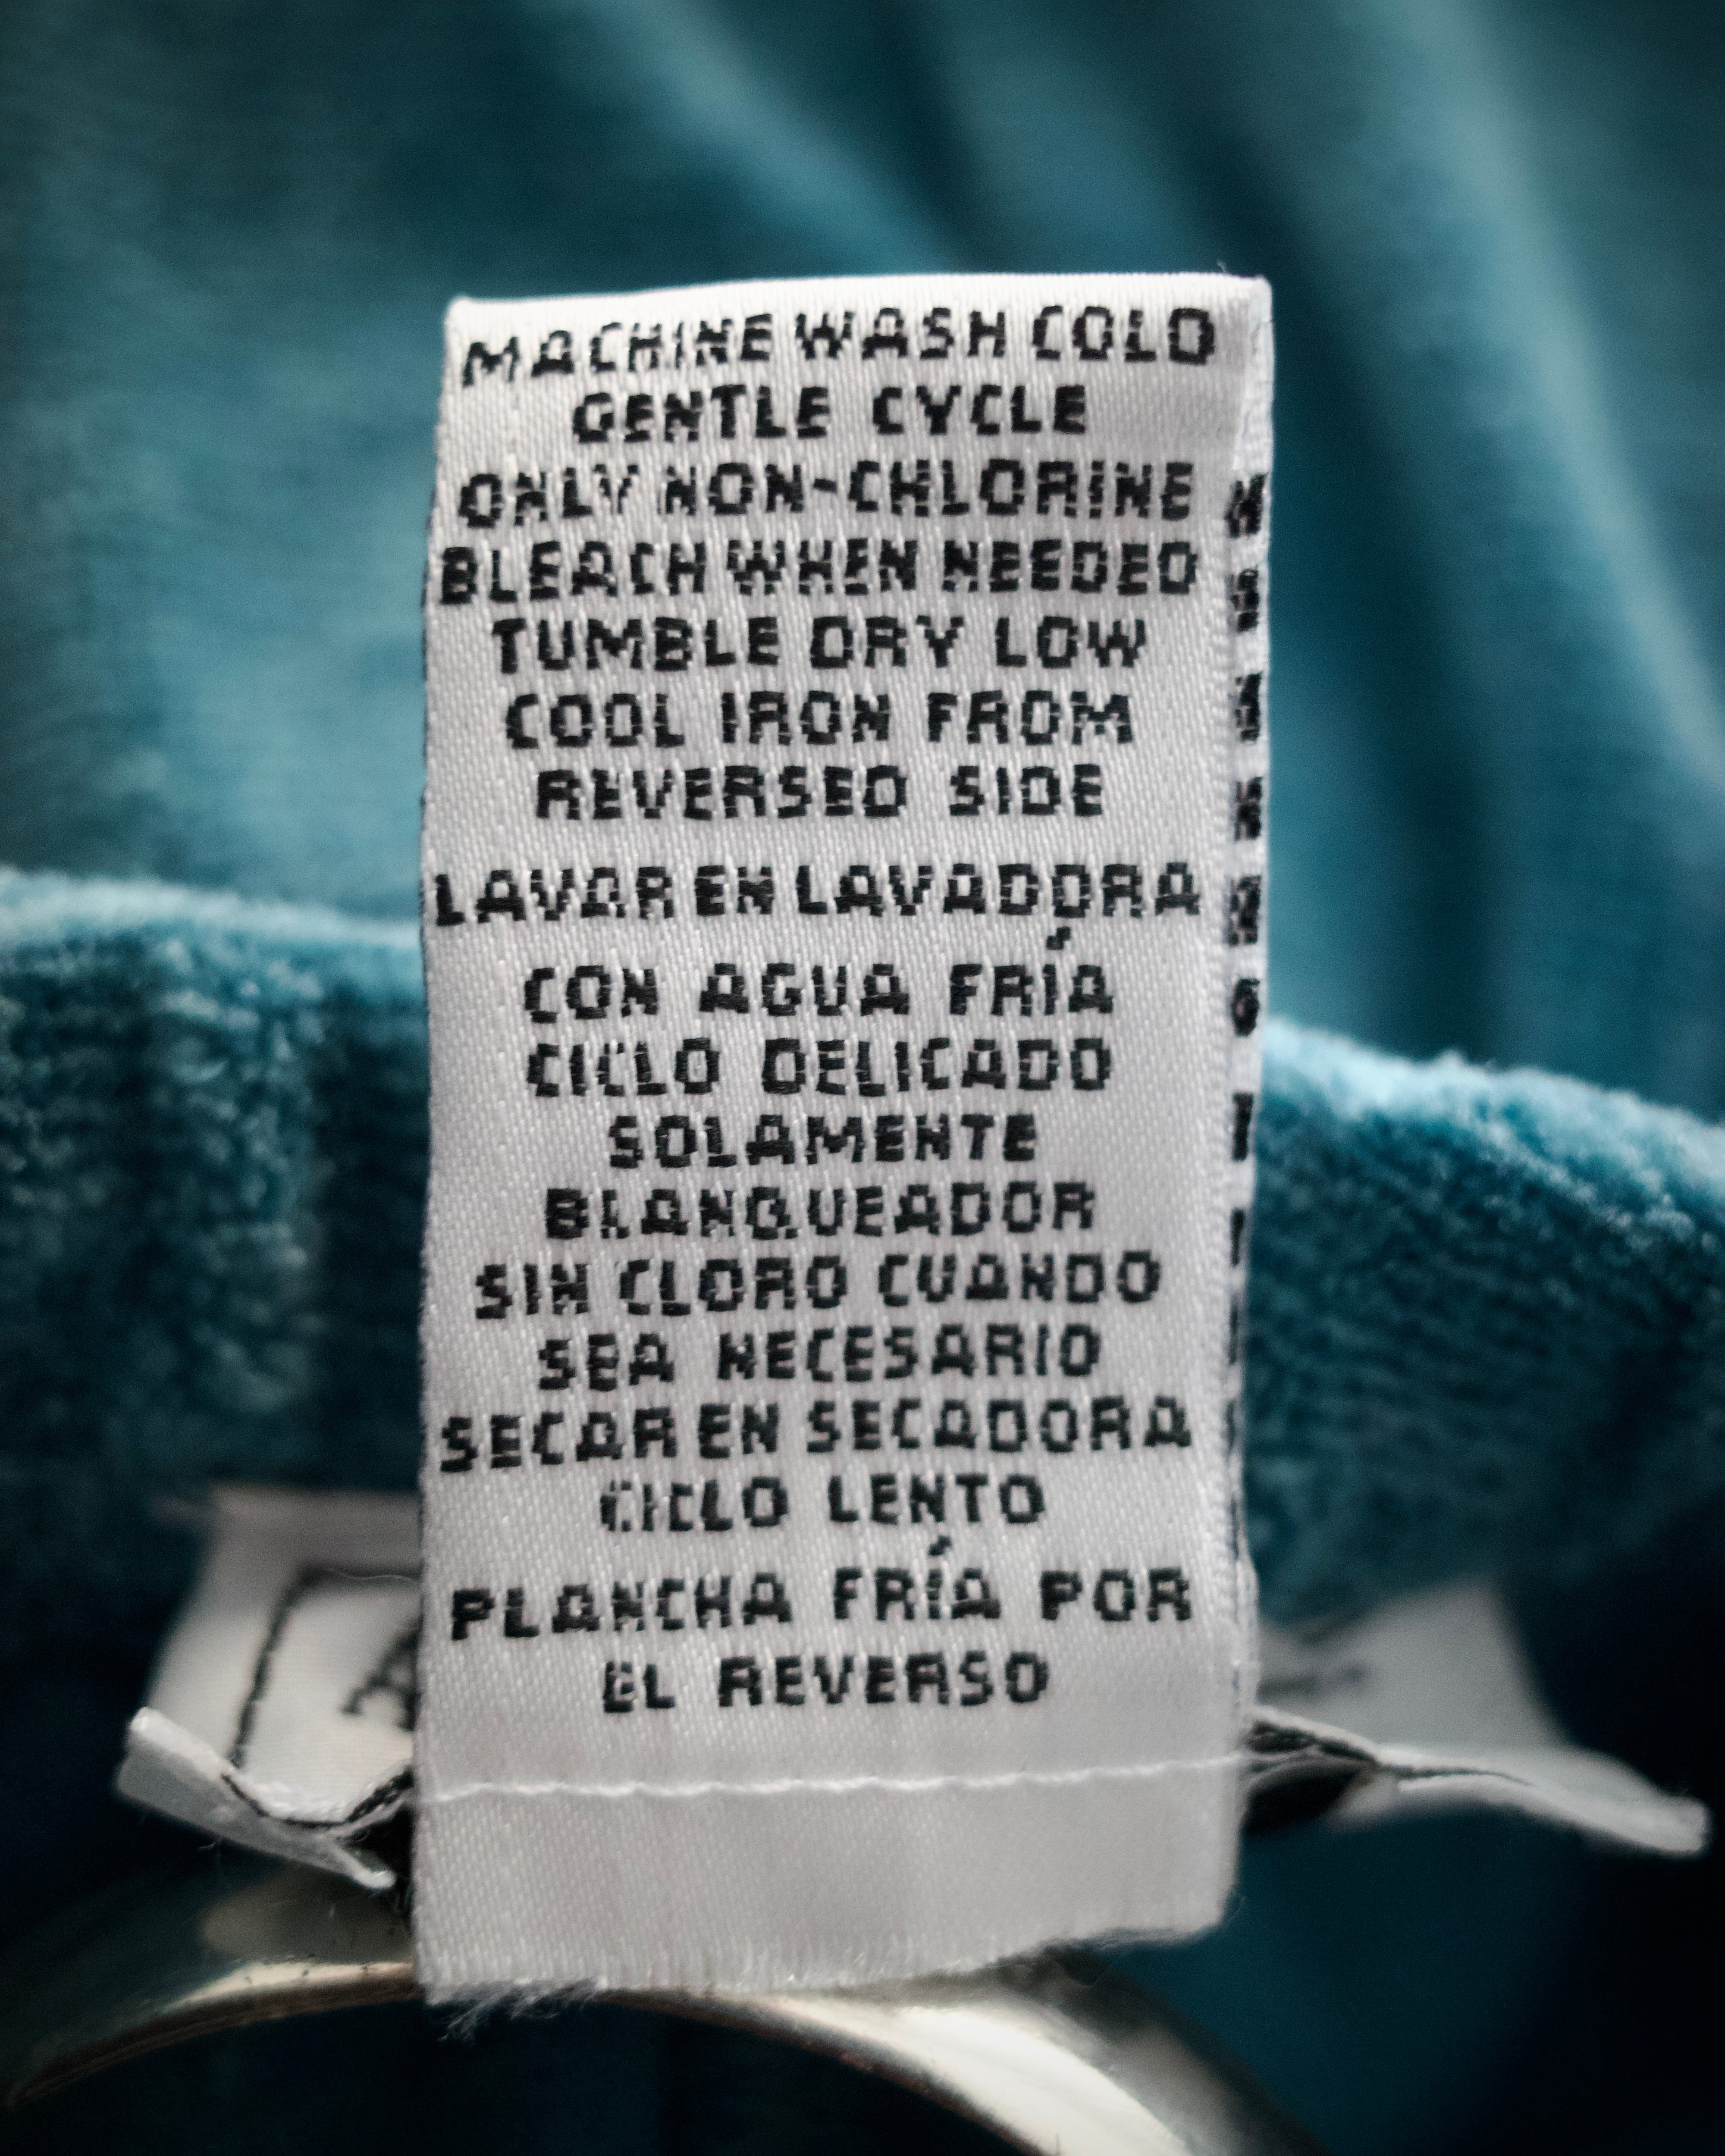 MACHINE WASH COLD
GENTLE CYCLE
ONLY NON-CHLORINE
BLEACH WHEN NEEDED
TUMBLE DRY LOW
COOL IRON FROM
REVERSED SIDE
LAVAR EN LAVADORA
CON AGUA FRÍA
CICLO DELICADO
SOLAMENTE
BLANQUEADOR
SIN CLORO CUANDO
SEA NECESARIO
SECAR EN SECADORA
CICLO LENTO
PLANCHA FRÍA POR
EL REVERSO